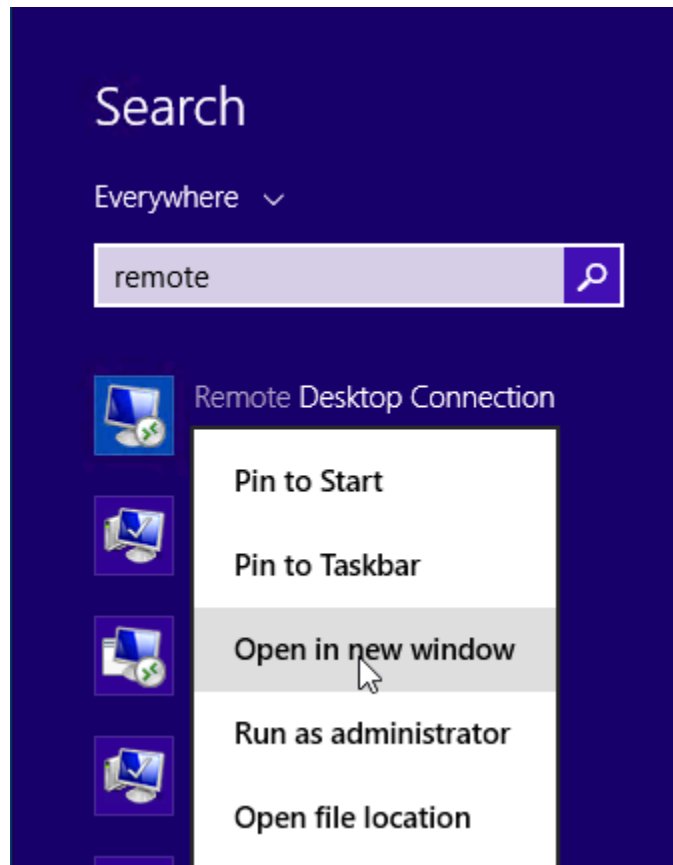 Search
Everywhere
remote
Remote Desktop Connection
Pin to Start
Pin to Taskbar
Open in new window
Run as administrator
Open file location